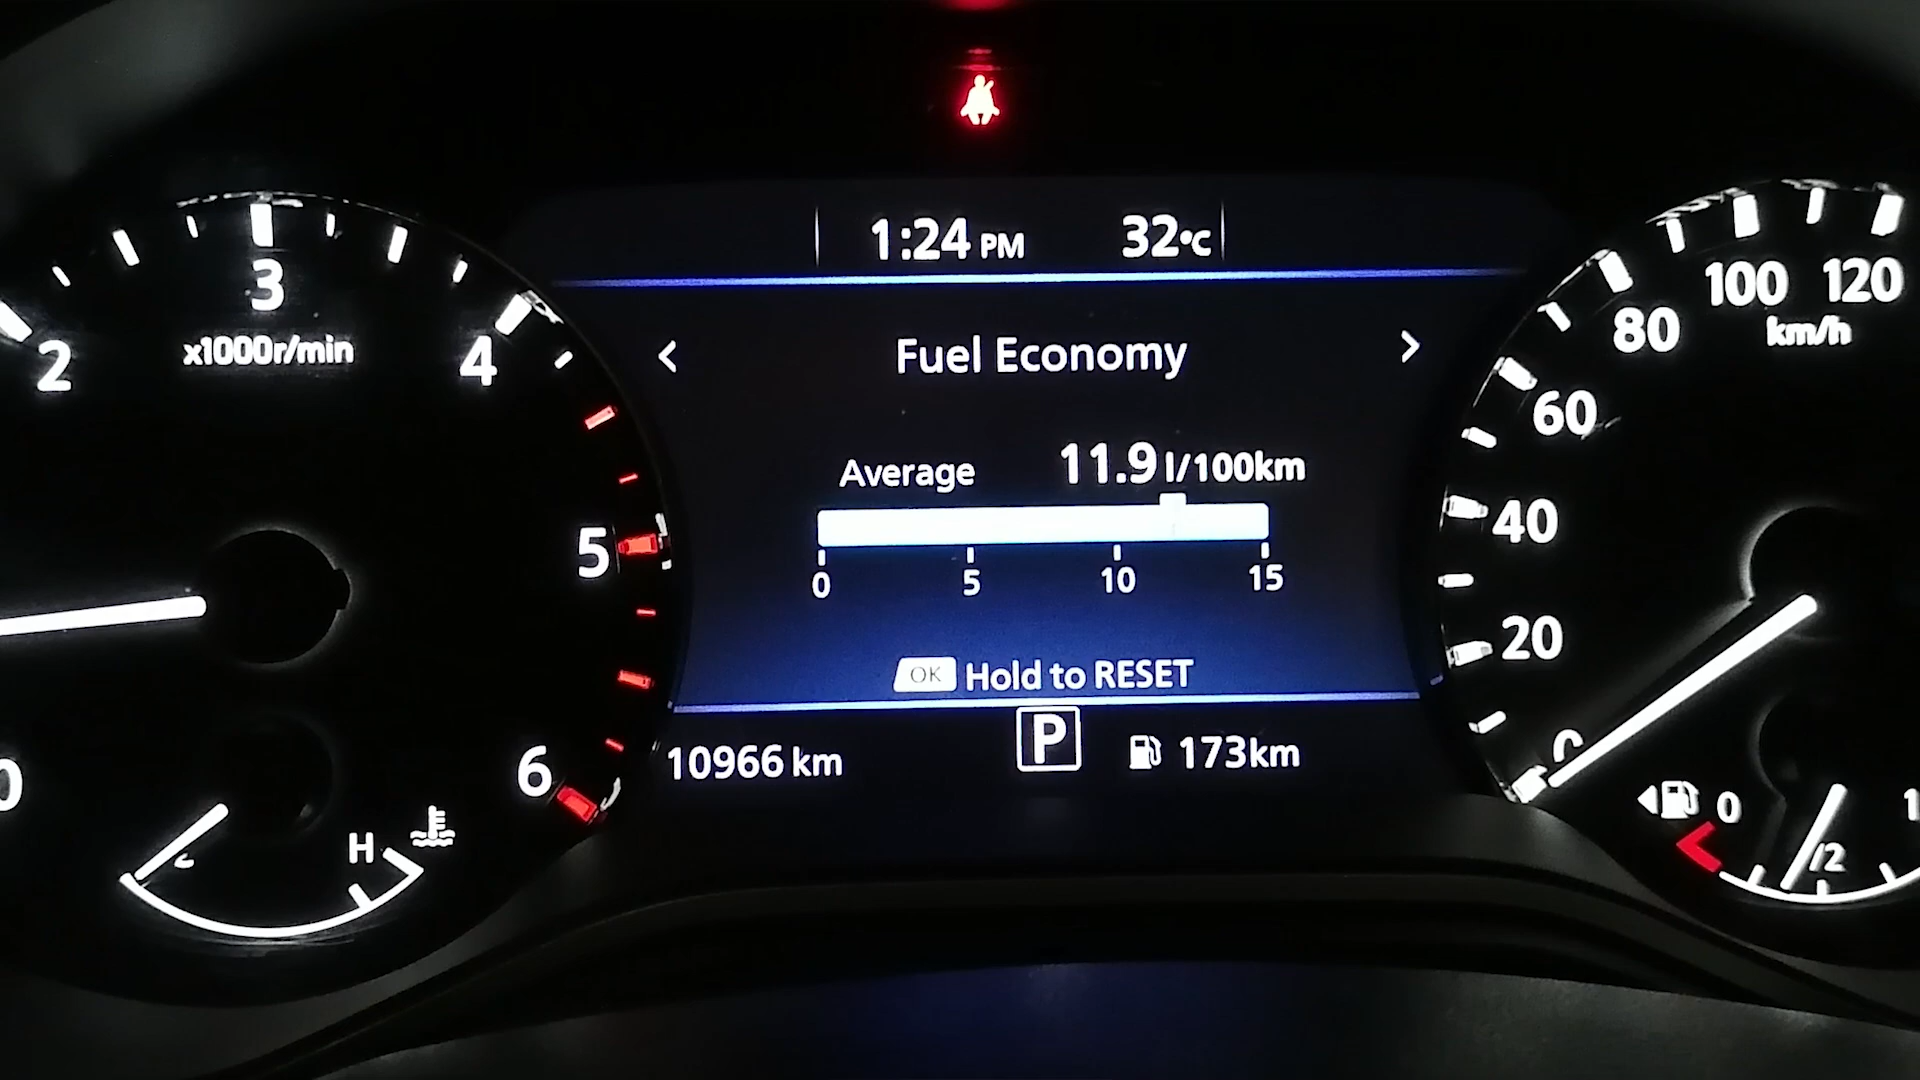 1:24 PM 32°C
Fuel Economy
Average 11.9 l/100km
0 5 10 15
OK Hold to RESET
10966 km P 173km
2 3 4 5 6
x1000r/min
0
H
20 40 60 80 100 120
km/h
0 1/2 1